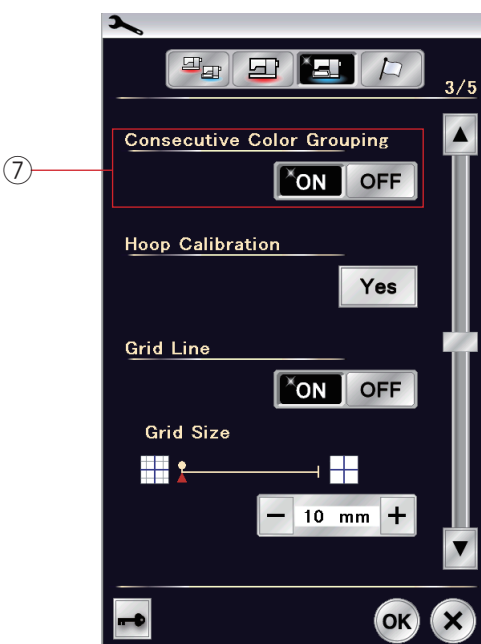 3/5
Consecutive Color Grouping
⑦
ON OFF
Hoop Calibration
Yes
Grid Line
ON OFF
Grid Size
− 10 mm +
OK ×